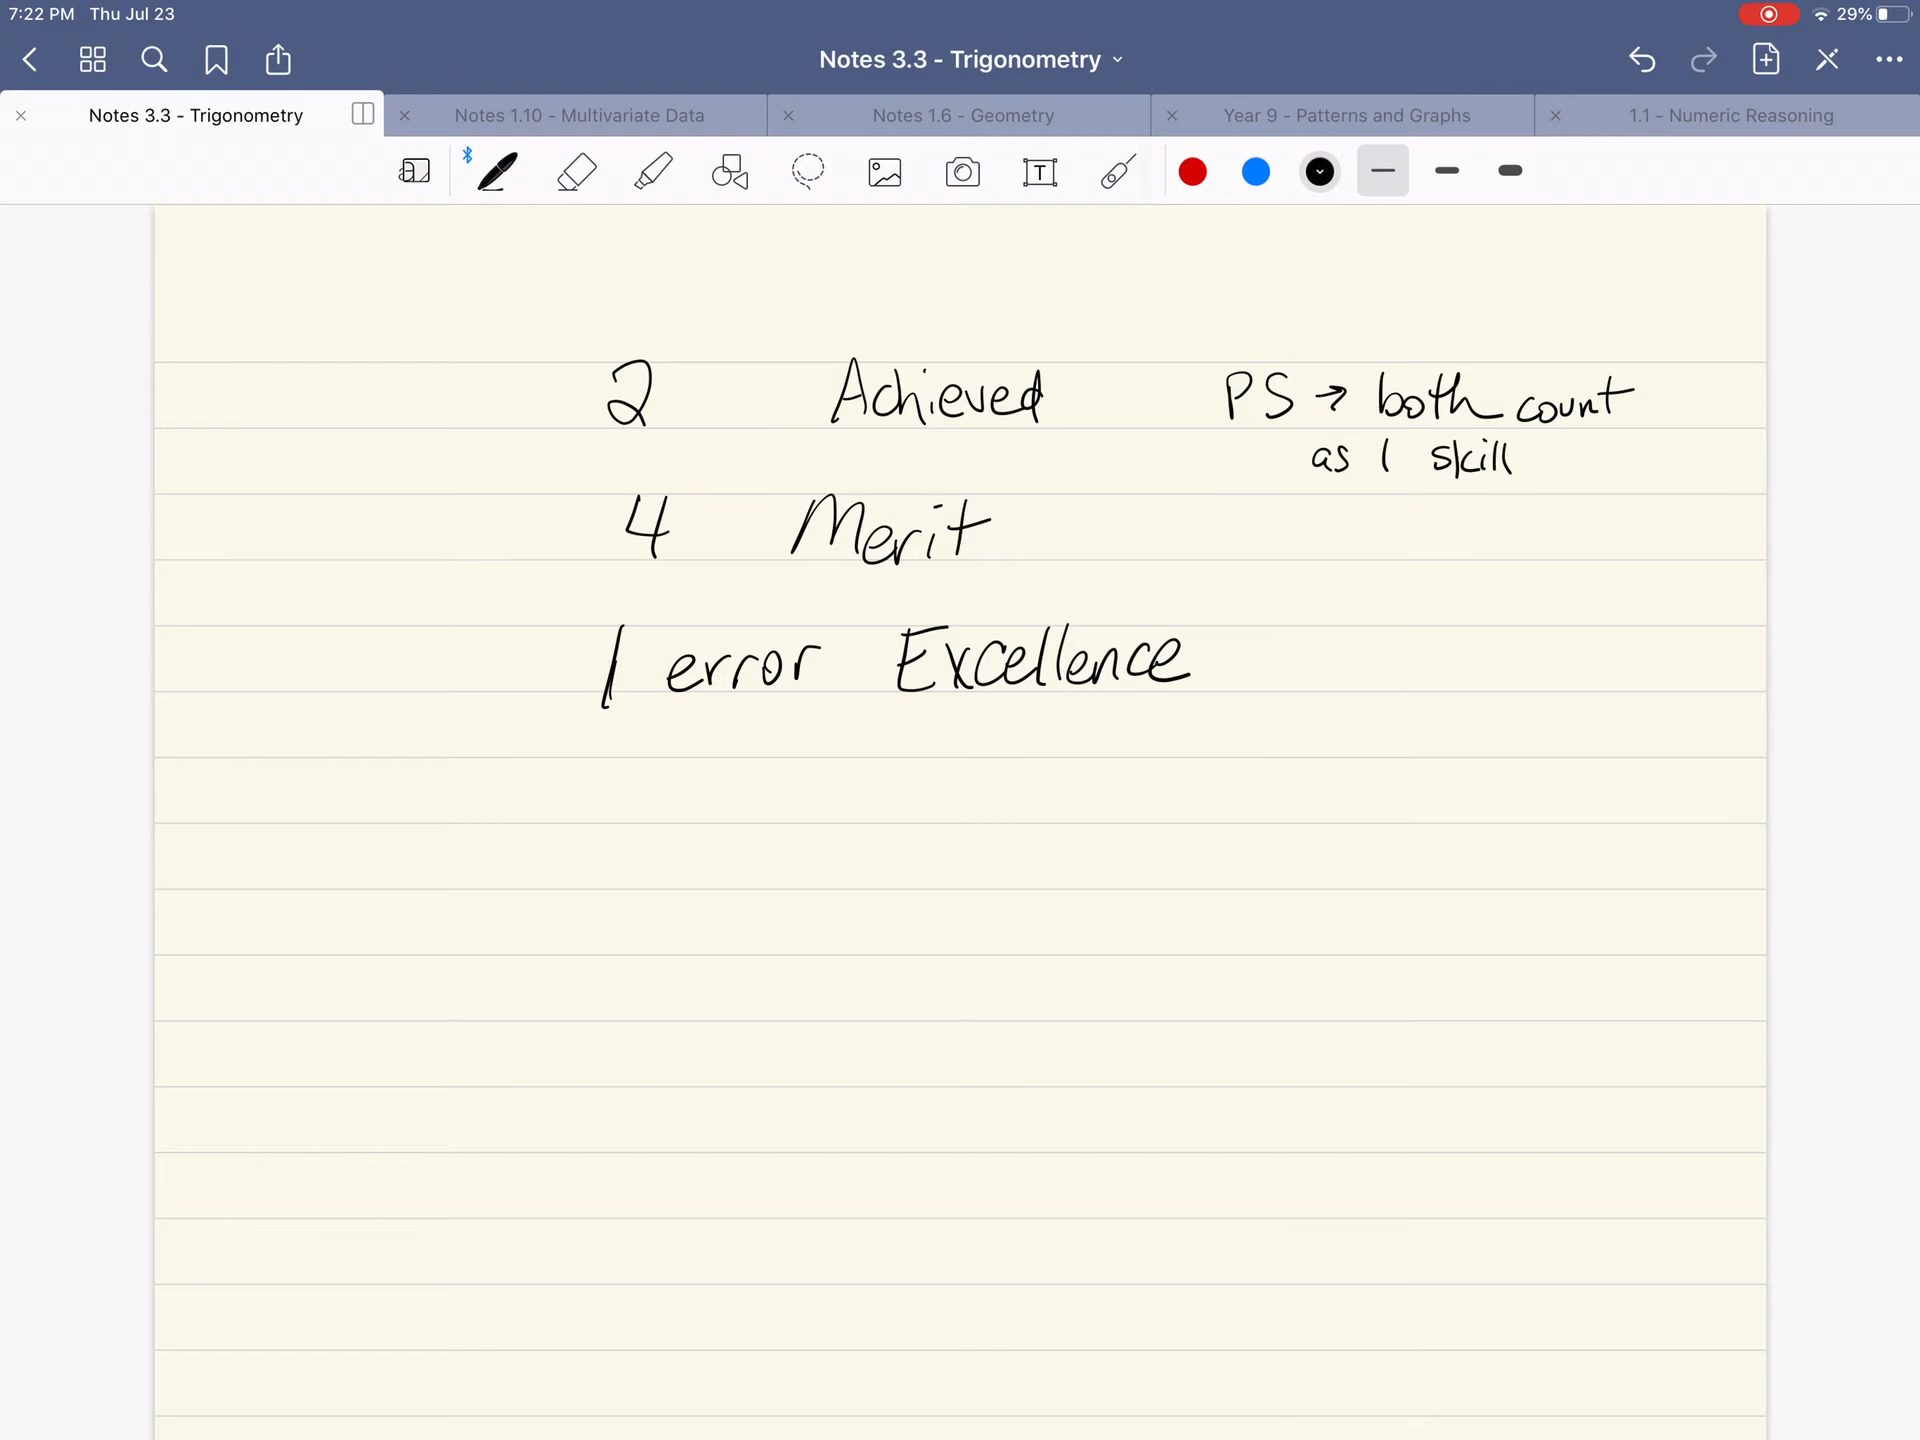 7:22 PM Thu Jul 23 29%
Notes 3.3 - Trigonometry
Notes 3.3 - Trigonometry Notes 1.10 - Multivariate Data Notes 1.6 - Geometry Year 9 - Patterns and Graphs 1.1 - Numeric Reasoning
2 Achieved PS → both count
as 1 skill
4 Merit
1 error Excellence